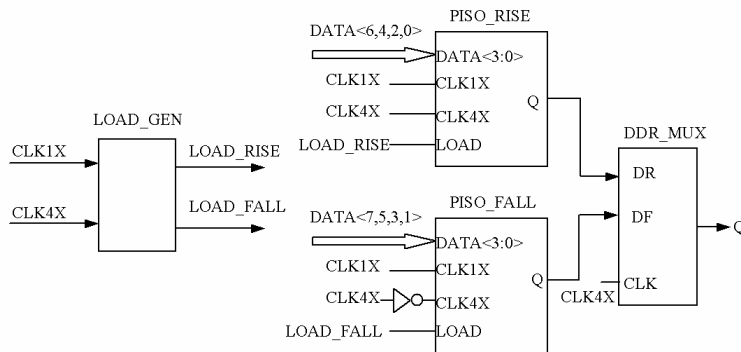 LOAD_GEN
CLK1X
CLK4X
LOAD_RISE
LOAD_FALL
PISO_RISE
DATA<6,4,2,0>
DATA<3:0>
CLK1X
CLK1X
CLK4X
CLK4X
LOAD_RISE
LOAD
Q
PISO_FALL
DATA<7,5,3,1>
DATA<3:0>
CLK1X
CLK1X
CLK4X
CLK4X
LOAD_FALL
LOAD
Q
DDR_MUX
DR
DF
CLK
CLK4X
Q